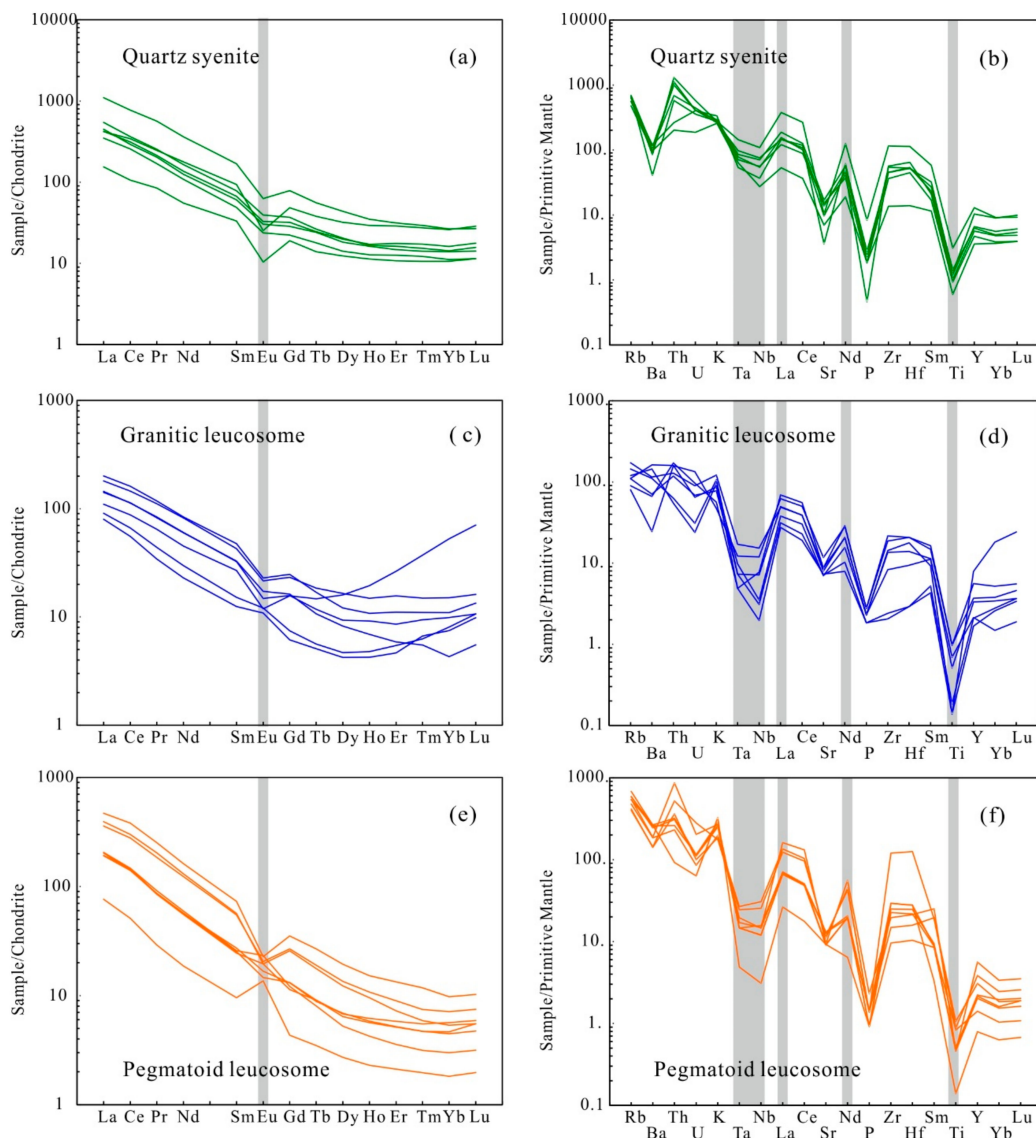 10000
1000
100
10
1
Sample/Chondrite
Quartz syenite
(a)
La Ce Pr Nd Sm Eu Gd Tb Dy Ho Er Tm Yb Lu
10000
1000
100.
10.
1.
0.1
Sample/Primitive Mantle
Quartz syenite
(b)
Rb Th K Nb Ce Nd Zr Sm Y Lu
Ba U Ta La Sr P Hf Ti Yb
1000
100
10
1
Sample/Chondrite
Granitic leucosome
( c)
La Ce Pr Nd Sm Eu Gd Tb Dy Ho Er Tm Yb Lu
1000
100.
10.
1.
0.1
Sample/Primitive Mantle
Granitic leucosome
(d)
Rb Th K Nb Ce Nd Zr Sm Y Lu
Ba U Ta La Sr P Hf Ti Yb
1000
100
10
1
Sample/Chondrite
(e)
Pegmatoid leucosome
La Ce Pr Nd Sm Eu Gd Tb Dy Ho Er Tm Yb Lu
1000
100.
10.
1.
0.1
Sample/Primitive Mantle
(f)
Pegmatoid leucosome
Rb Th K Nb Ce Nd Zr Sm Y Lu
Ba U Ta La Sr P Hf Ti Yb